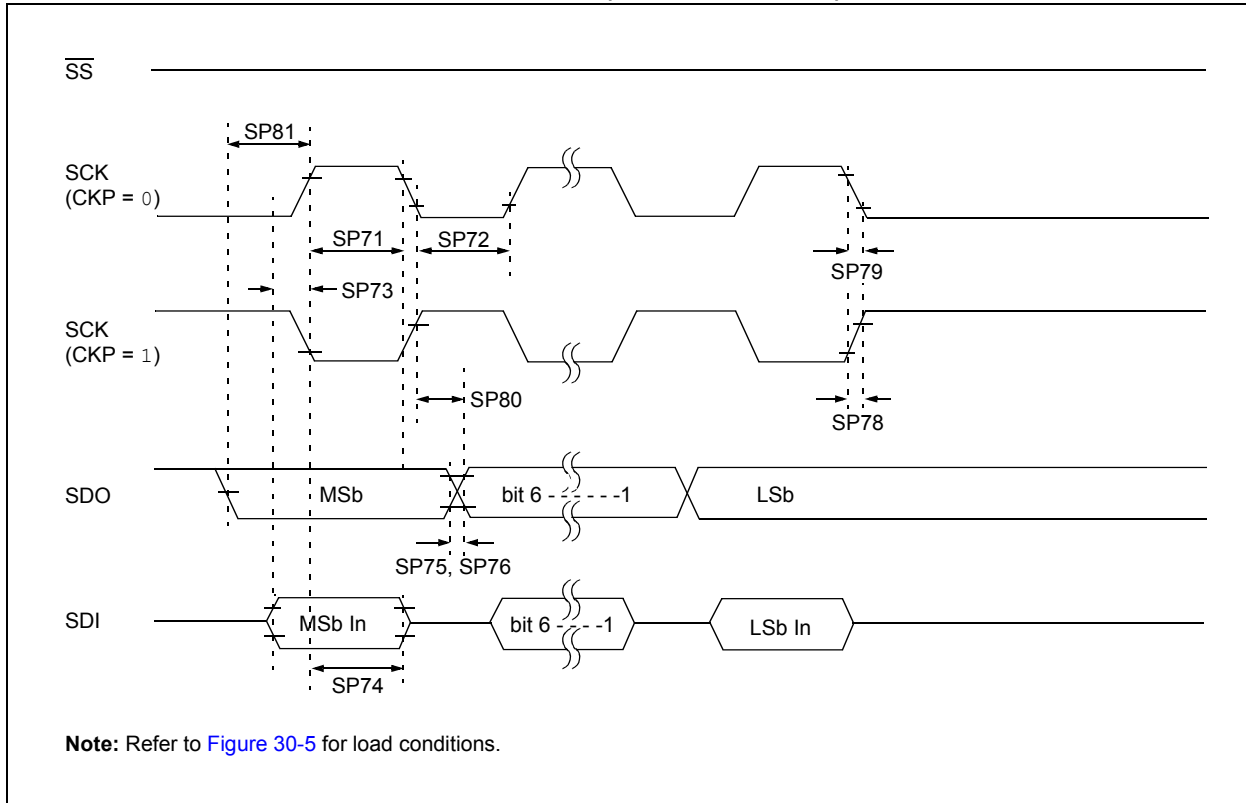 SS
SP81
SCK
(CKP = 0)
SP71
SP72
SP79
SP73
SCK
(CKP = 1)
SP80
SP78
SDO
MSb
bit 6 - - - - - -1
LSb
SP75, SP76
SDI
MSb In
bit 6 - - - -1
LSb In
SP74
Note: Refer to Figure 30-5 for load conditions.